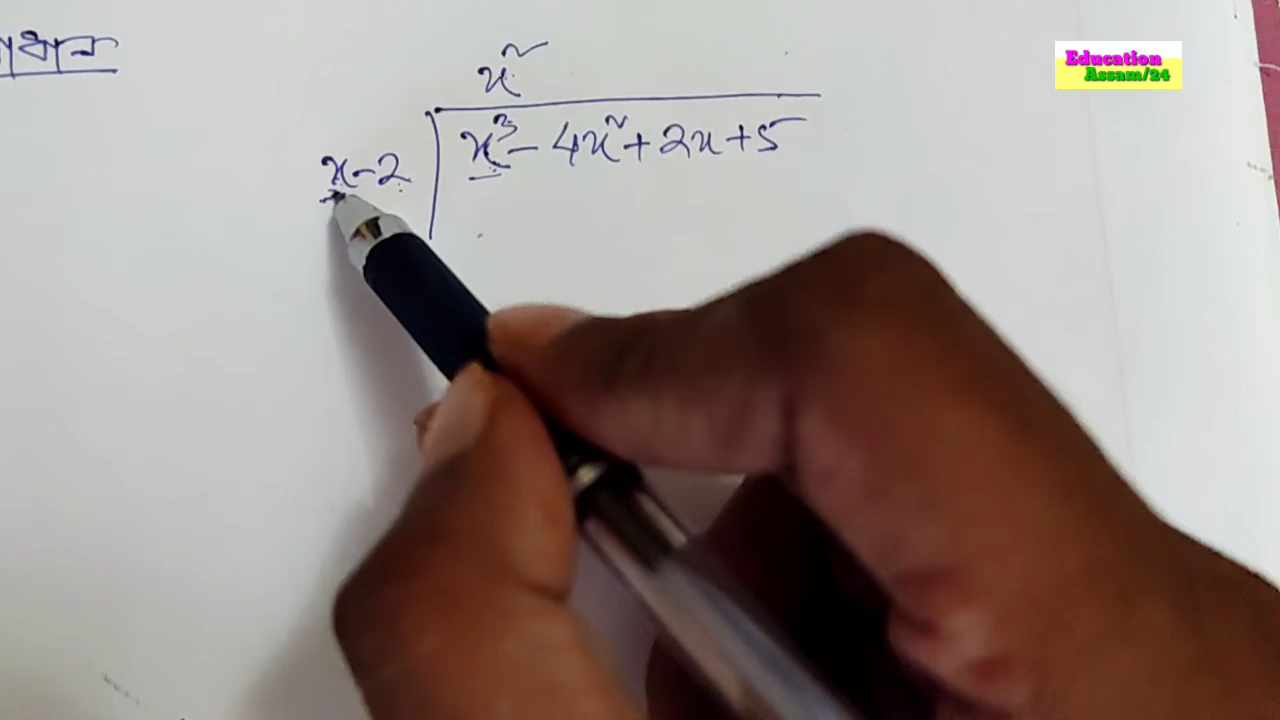 x²
x-2 x³ - 4x² + 2x + 5
Education
Assam/24